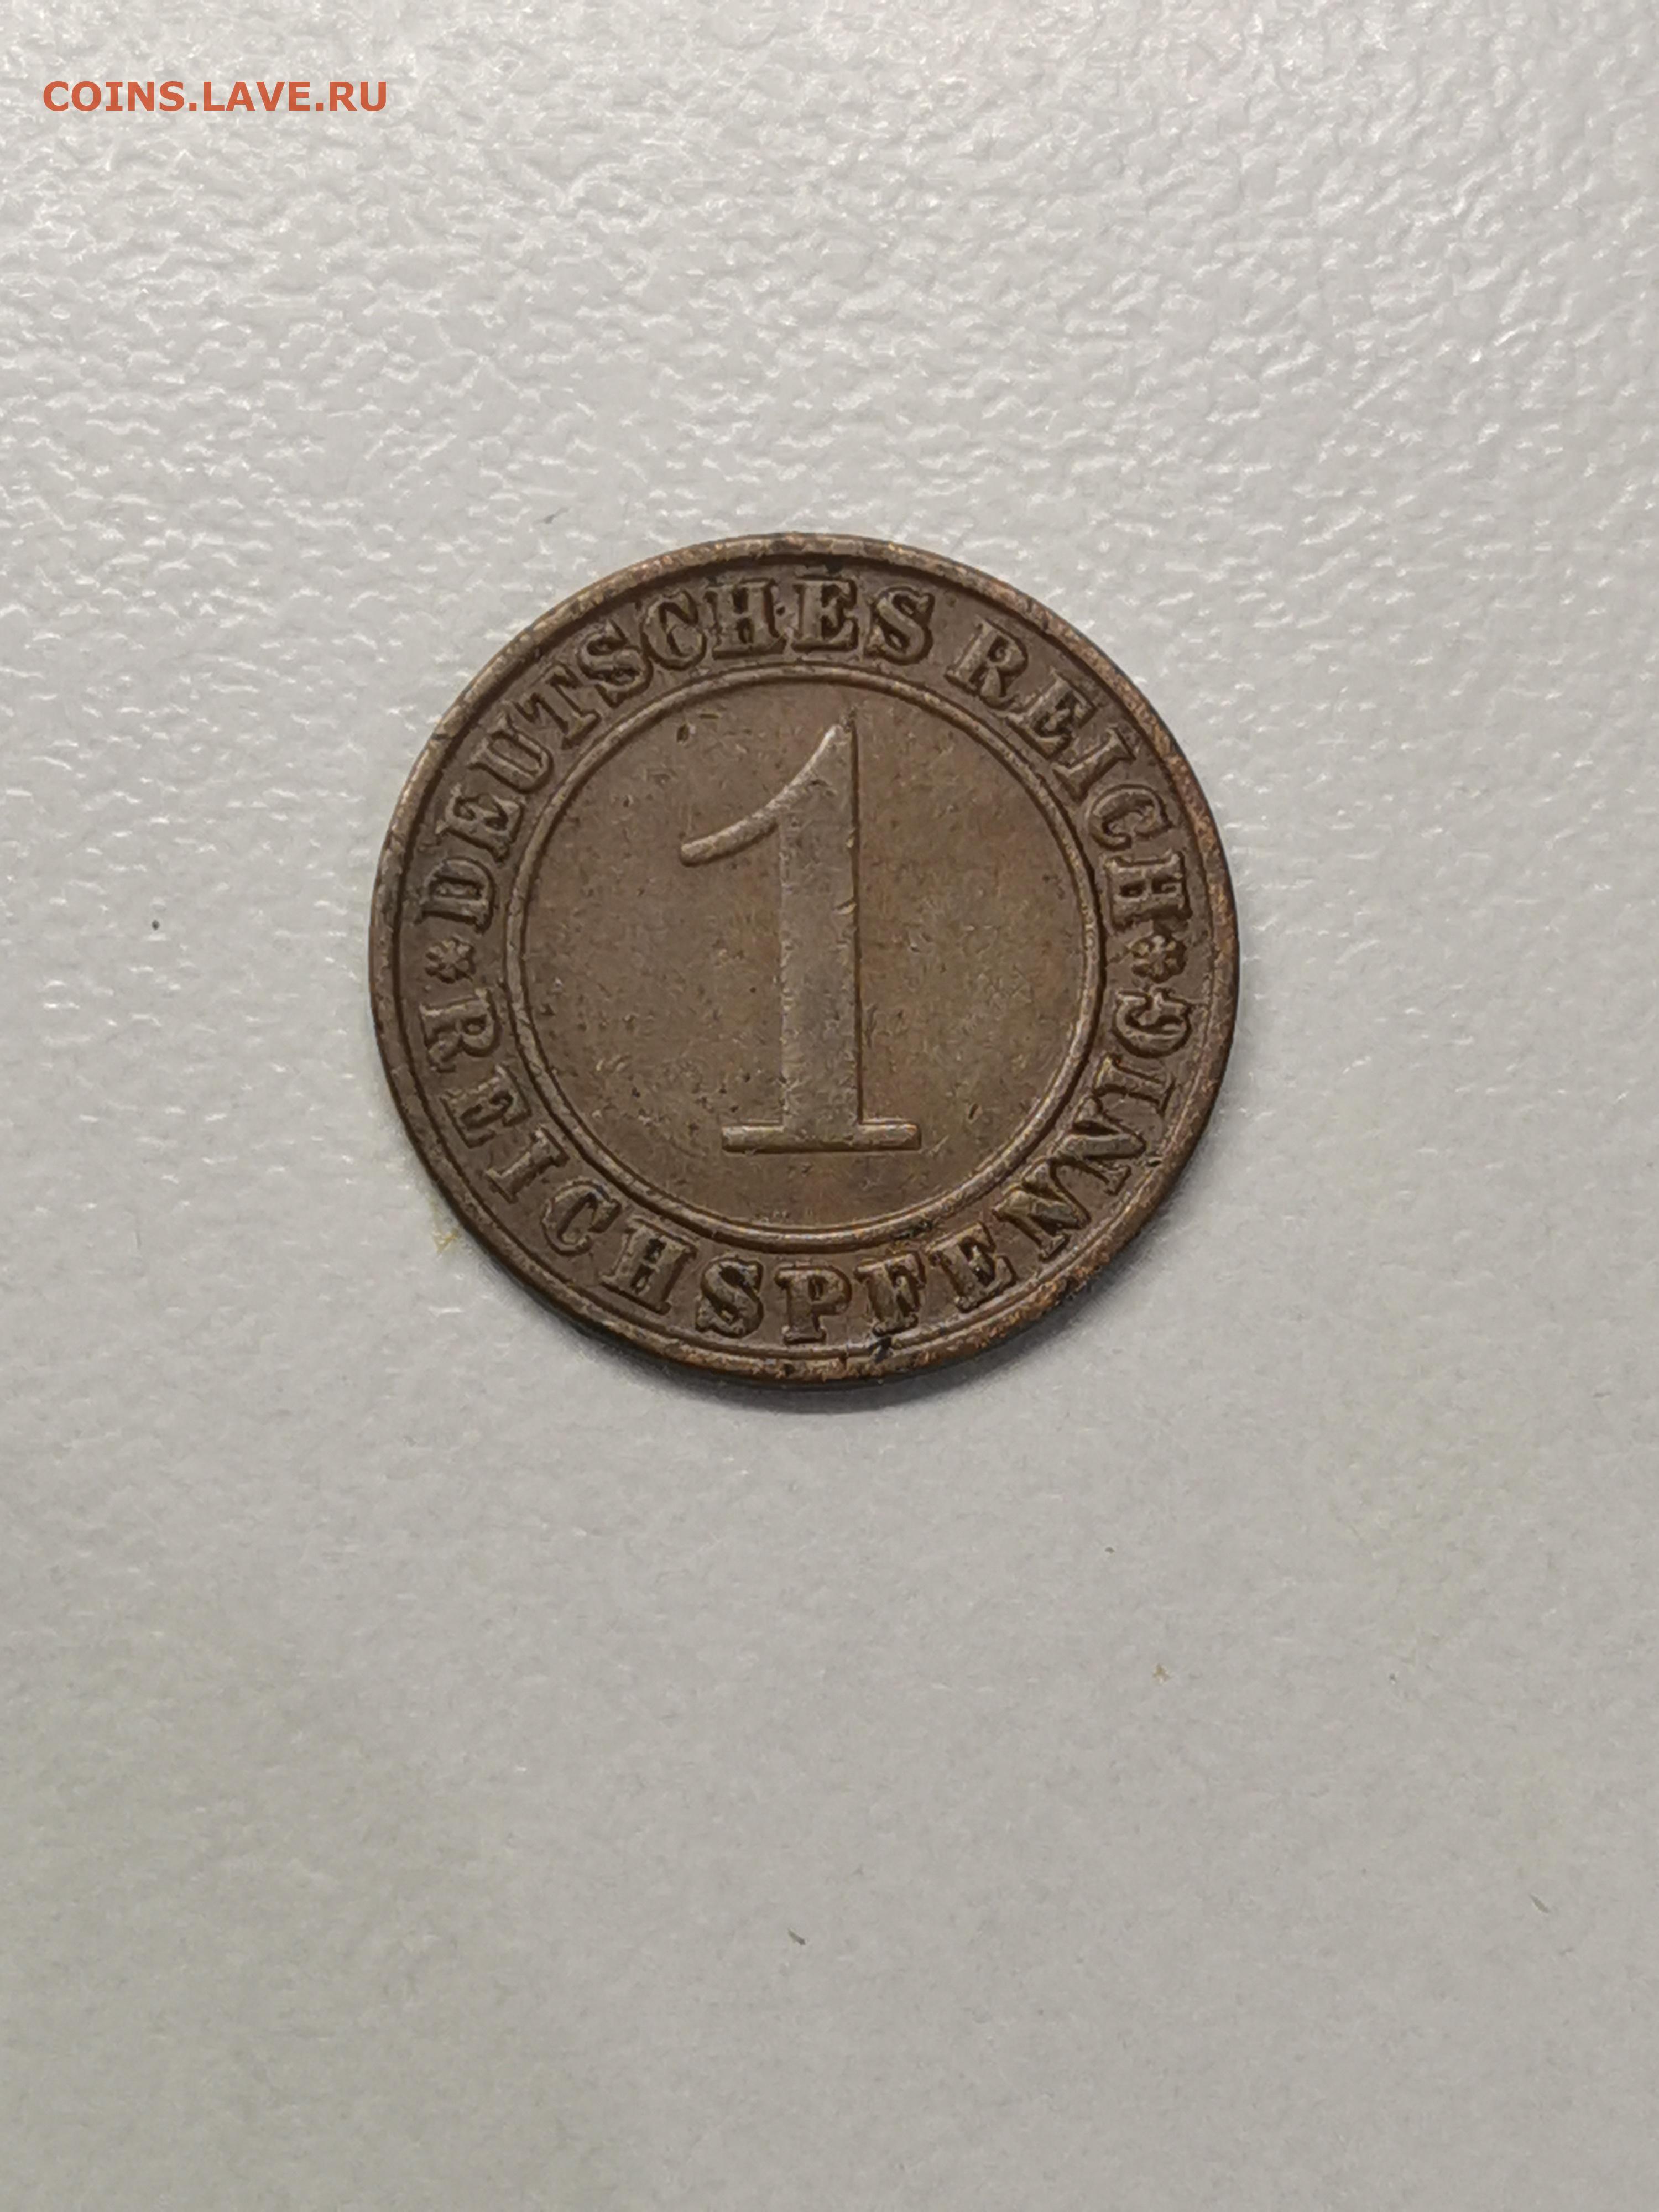 COINS.LAVE.RU
DEUTSCHES REICH
1
REICHSPFENNIG